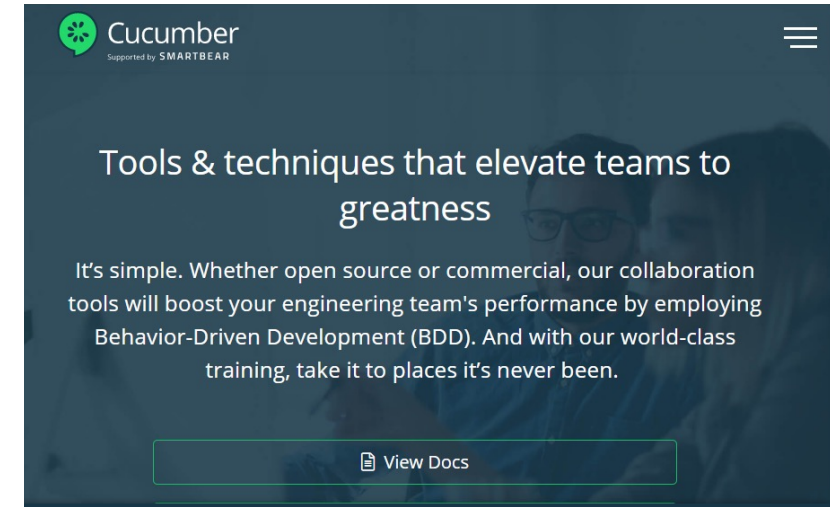 Cucumber
Supported by SMARTBEAR
Tools & techniques that elevate teams to
greatness
It’s simple. Whether open source or commercial, our collaboration
tools will boost your engineering team's performance by employing
Behavior-Driven Development (BDD). And with our world-class
training, take it to places it’s never been.
View Docs